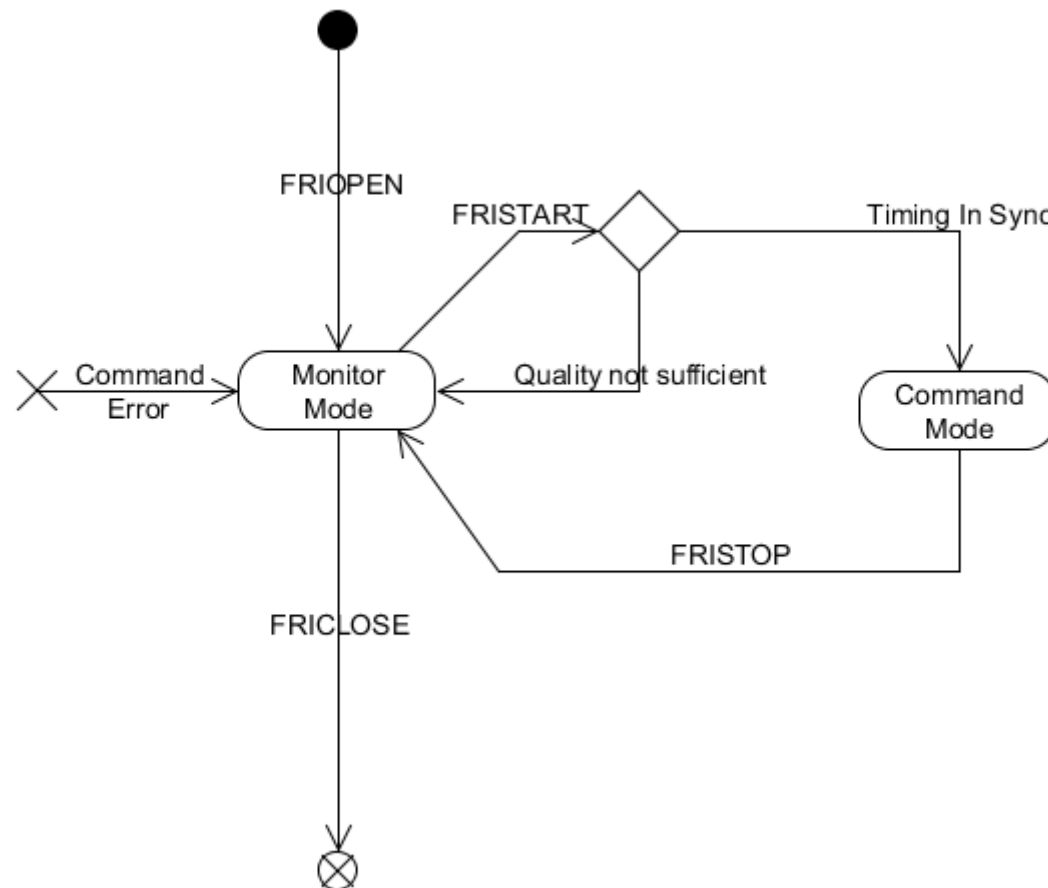 FRIOPEN
FRISTART
Timing In Sync
Command
Error
Monitor
Mode
Quality not sufficient
Command
Mode
FRISTOP
FRICLOSE